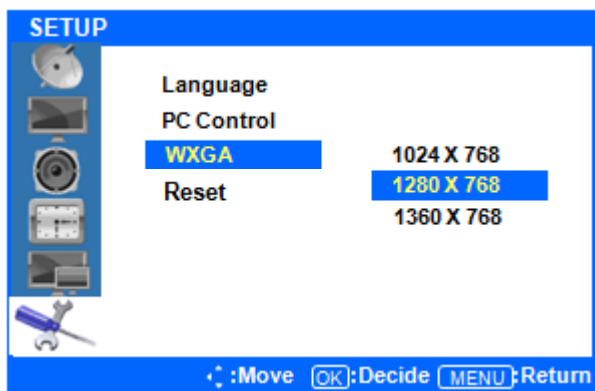 SETUP
Language
PC Control
WXGA
1024 X 768
Reset
1280 X 768
1360 X 768
:Move OK:Decide MENU:Return